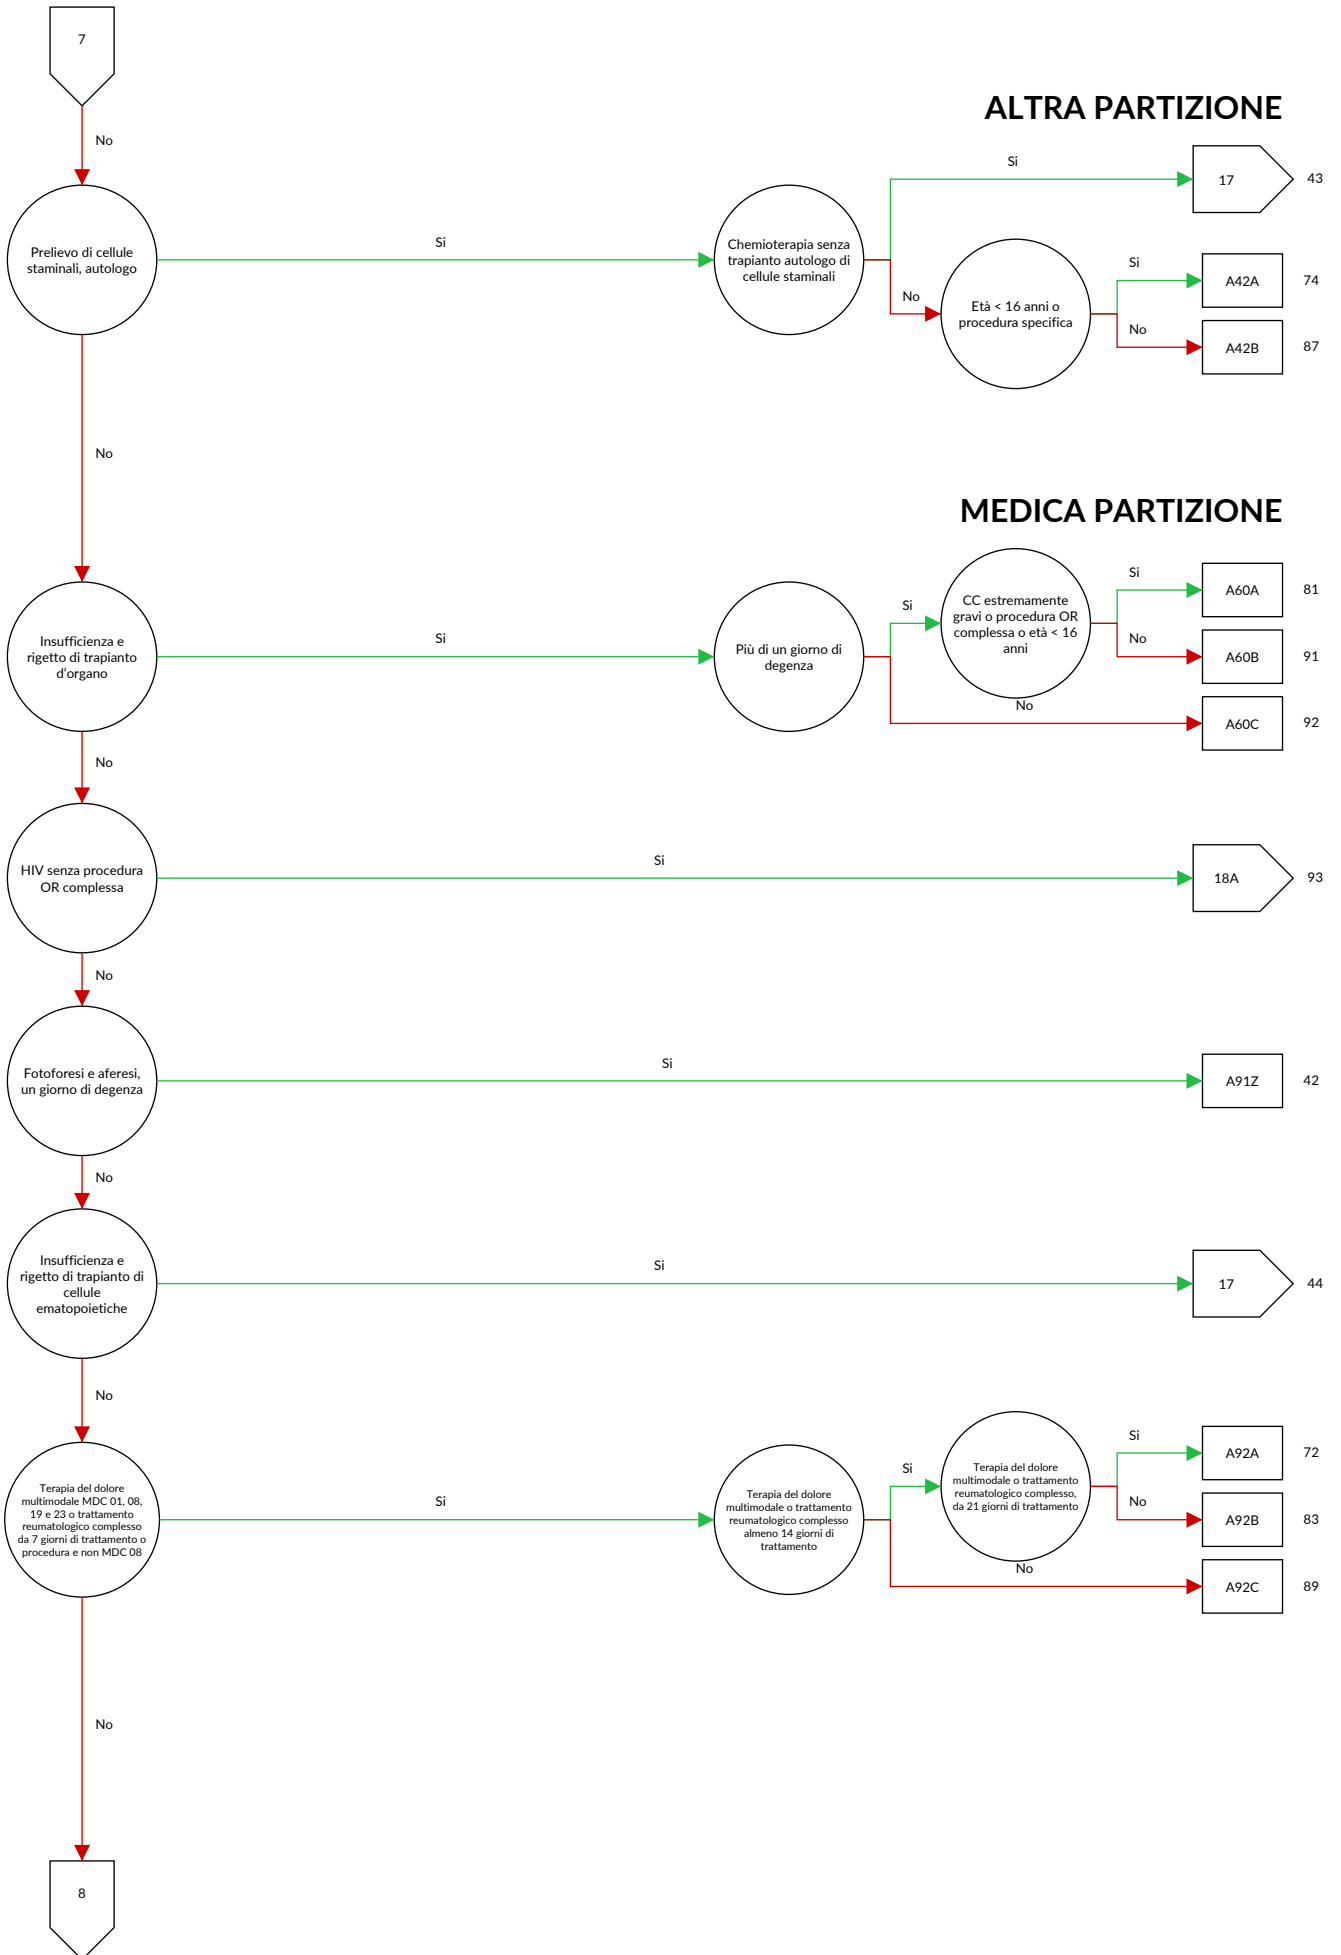 7
No
ALTRA PARTIZIONE
Si
17
43
Prelievo di cellule
staminali, autologo
Si
Chemioterapia senza
trapianto autologo di
cellule staminali
No
Età < 16 anni o
procedura specifica
Si
A42A
74
No
A42B
87
No
MEDICA PARTIZIONE
Insufficienza e
rigetto di trapianto
d'organo
Si
Più di un giorno di
degenza
Si
CC estremamente
gravi o procedura OR
complessa o età < 16
anni
Si
A60A
81
No
A60B
91
No
A60C
92
No
HIV senza procedura
OR complessa
Si
18A
93
No
Fotoforesi e aferesi,
un giorno di degenza
Si
A91Z
42
No
Insufficienza e
rigetto di trapianto di
cellule
ematopoietiche
Si
17
44
No
Terapia del dolore
multimodale MDC 01, 08,
19 e 23 o trattamento
reumatologico complesso
da 7 giorni di trattamento o
procedura e non MDC 08
Si
Terapia del dolore
multimodale o trattamento
reumatologico complesso
almeno 14 giorni di
trattamento
Si
Terapia del dolore
multimodale o trattamento
reumatologico complesso,
da 21 giorni di trattamento
Si
A92A
72
No
A92B
83
No
A92C
89
No
8